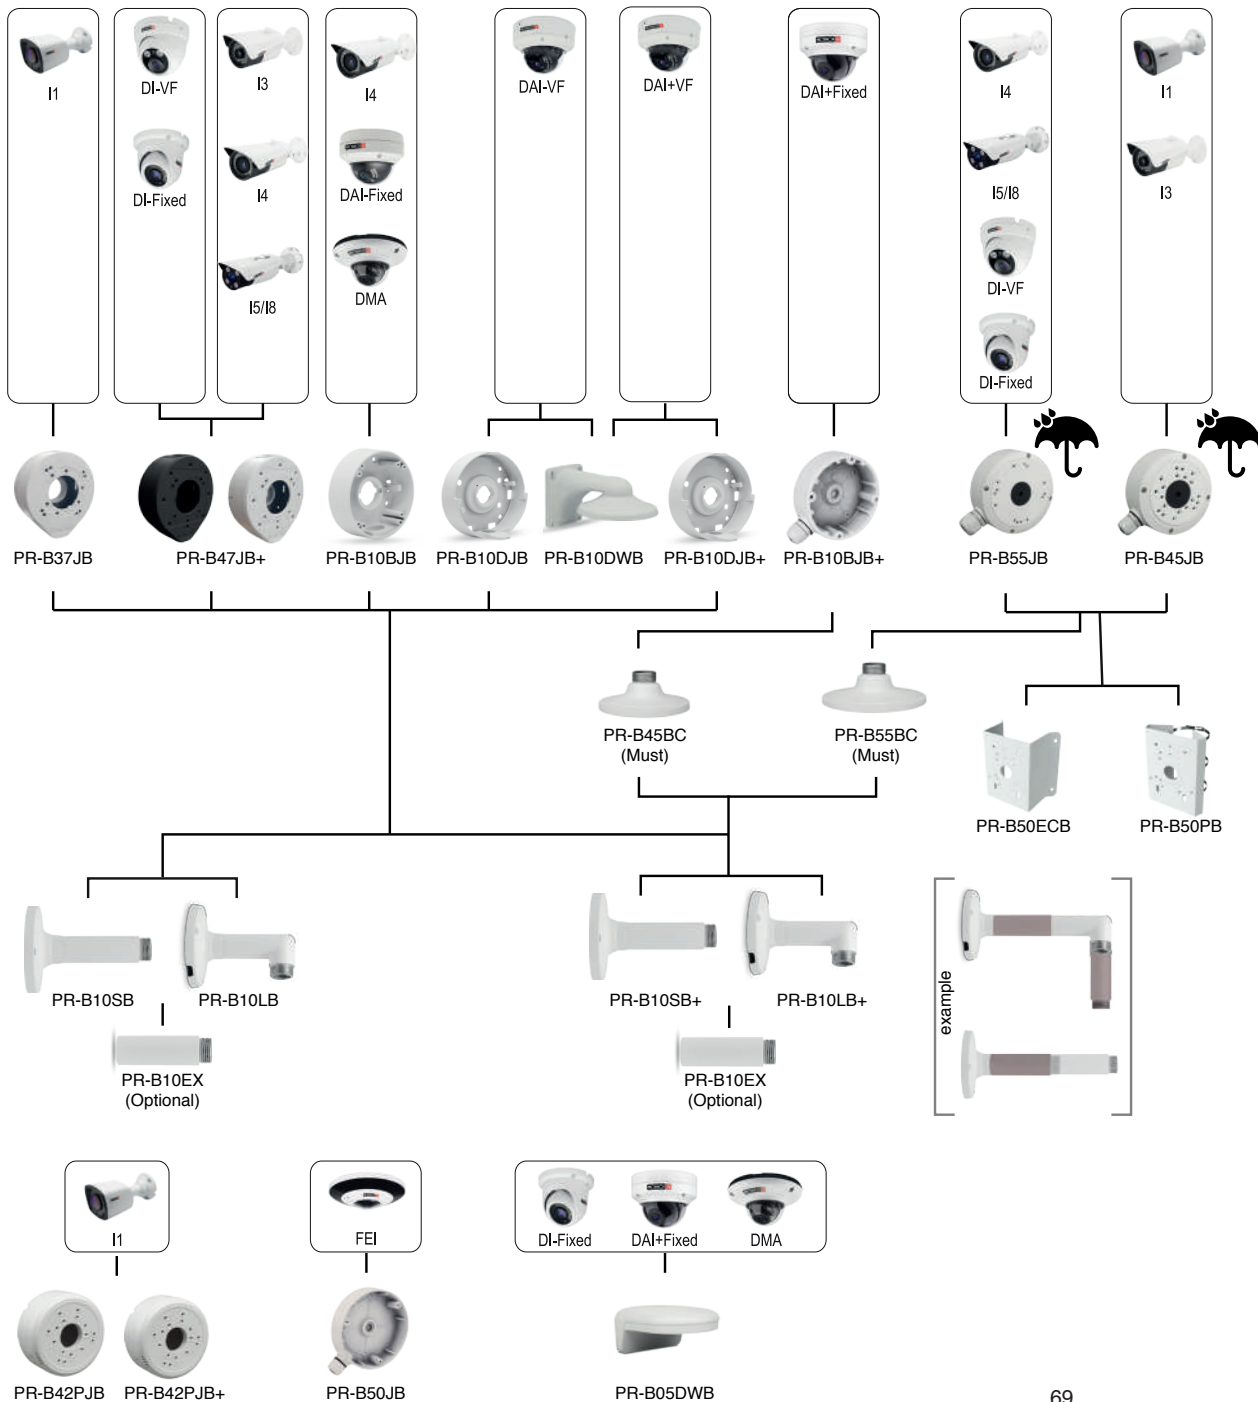 I1
DI-VF
I3
I4
DAI-VF
DAI+VF
DAI+Fixed
I4
I1
DI-Fixed
I4
DAI-Fixed
I5/I8
I3
I5/I8
DMA
DI-VF
DI-Fixed
PR-B37JB
PR-B47JB+
PR-B10BJB
PR-B10DJB
PR-B10DWB
PR-B10DJB+
PR-B10BJB+
PR-B55JB
PR-B45JB
PR-B45BC
(Must)
PR-B55BC
(Must)
PR-B50ECB
PR-B50PB
PR-B10SB
PR-B10LB
PR-B10SB+
PR-B10LB+
example
PR-B10EX
(Optional)
PR-B10EX
(Optional)
I1
FEI
DI-Fixed
DAI+Fixed
DMA
PR-B42PJB
PR-B42PJB+
PR-B50JB
PR-B05DWB
69